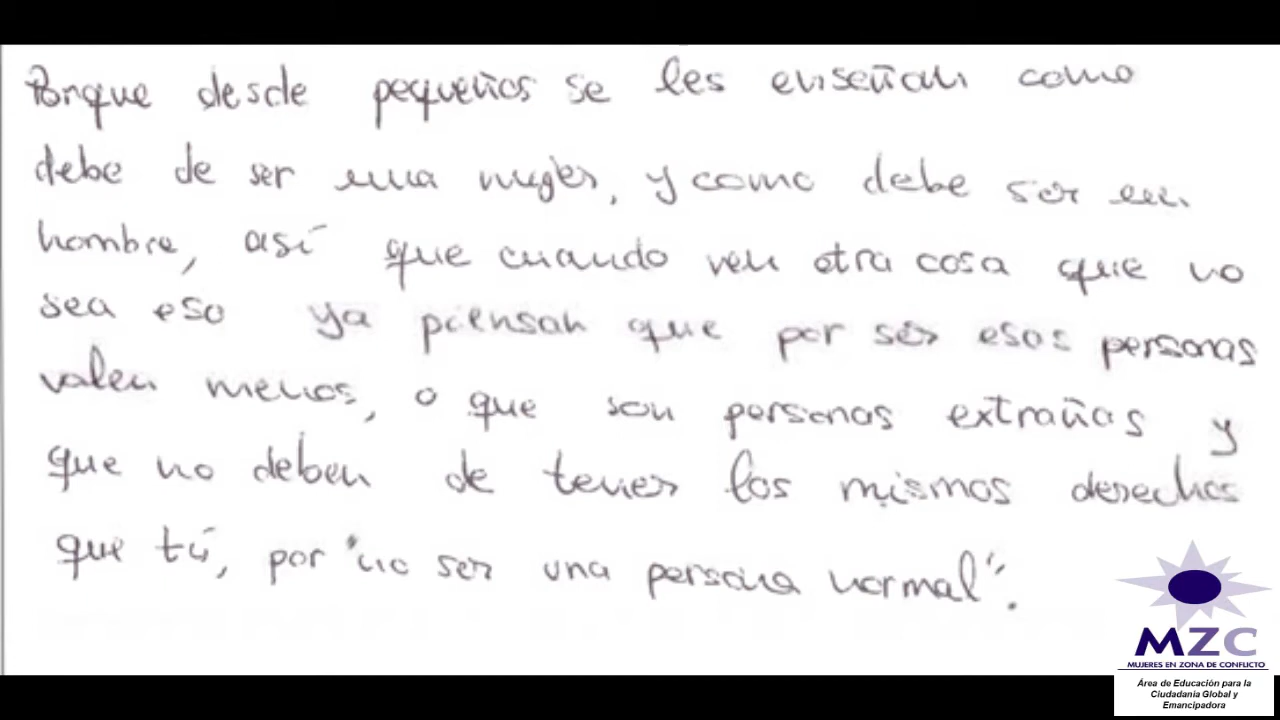 Porque desde pequeños se les enseñan como
debe de ser una mujer, y como debe ser un
hombre, así que cuando ven otra cosa que no
sea eso ya piensan que por ser esas personas
valen menos, o que son personas extrañas y
que no deben de tener los mismos derechos
que tú, por "no ser una persona normal".
MZC
MUJERES EN ZONA DE CONFLICTO
Área de Educación para la
Ciudadanía Global y
Emancipadora